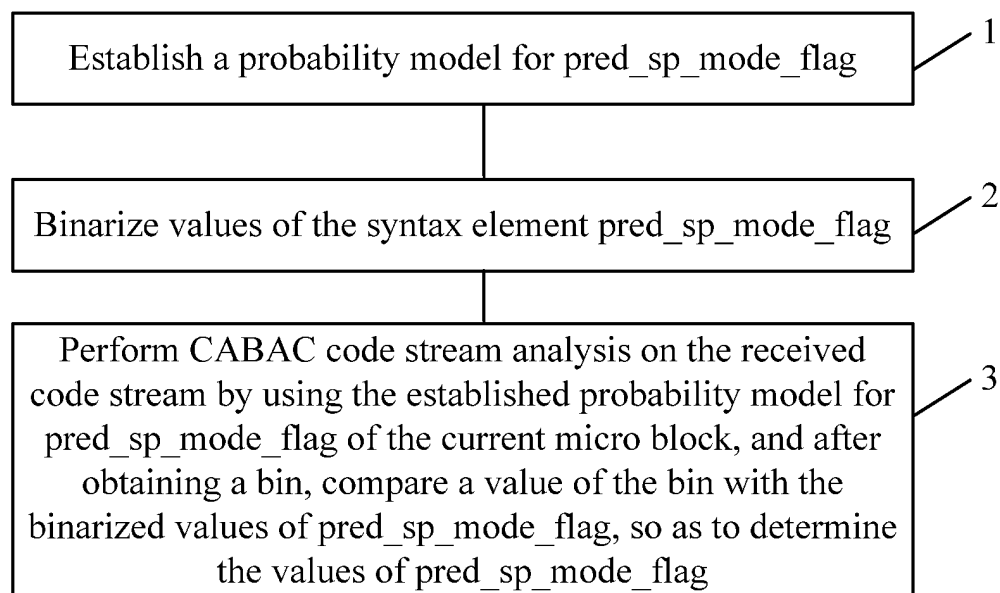 Establish a probability model for pred_sp_mode_flag
1
Binarize values of the syntax element pred_sp_mode_flag
2
Perform CABAC code stream analysis on the received
code stream by using the established probability model for
pred_sp_mode_flag of the current micro block, and after
obtaining a bin, compare a value of the bin with the
binarized values of pred_sp_mode_flag, so as to determine
the values of pred_sp_mode_flag
3